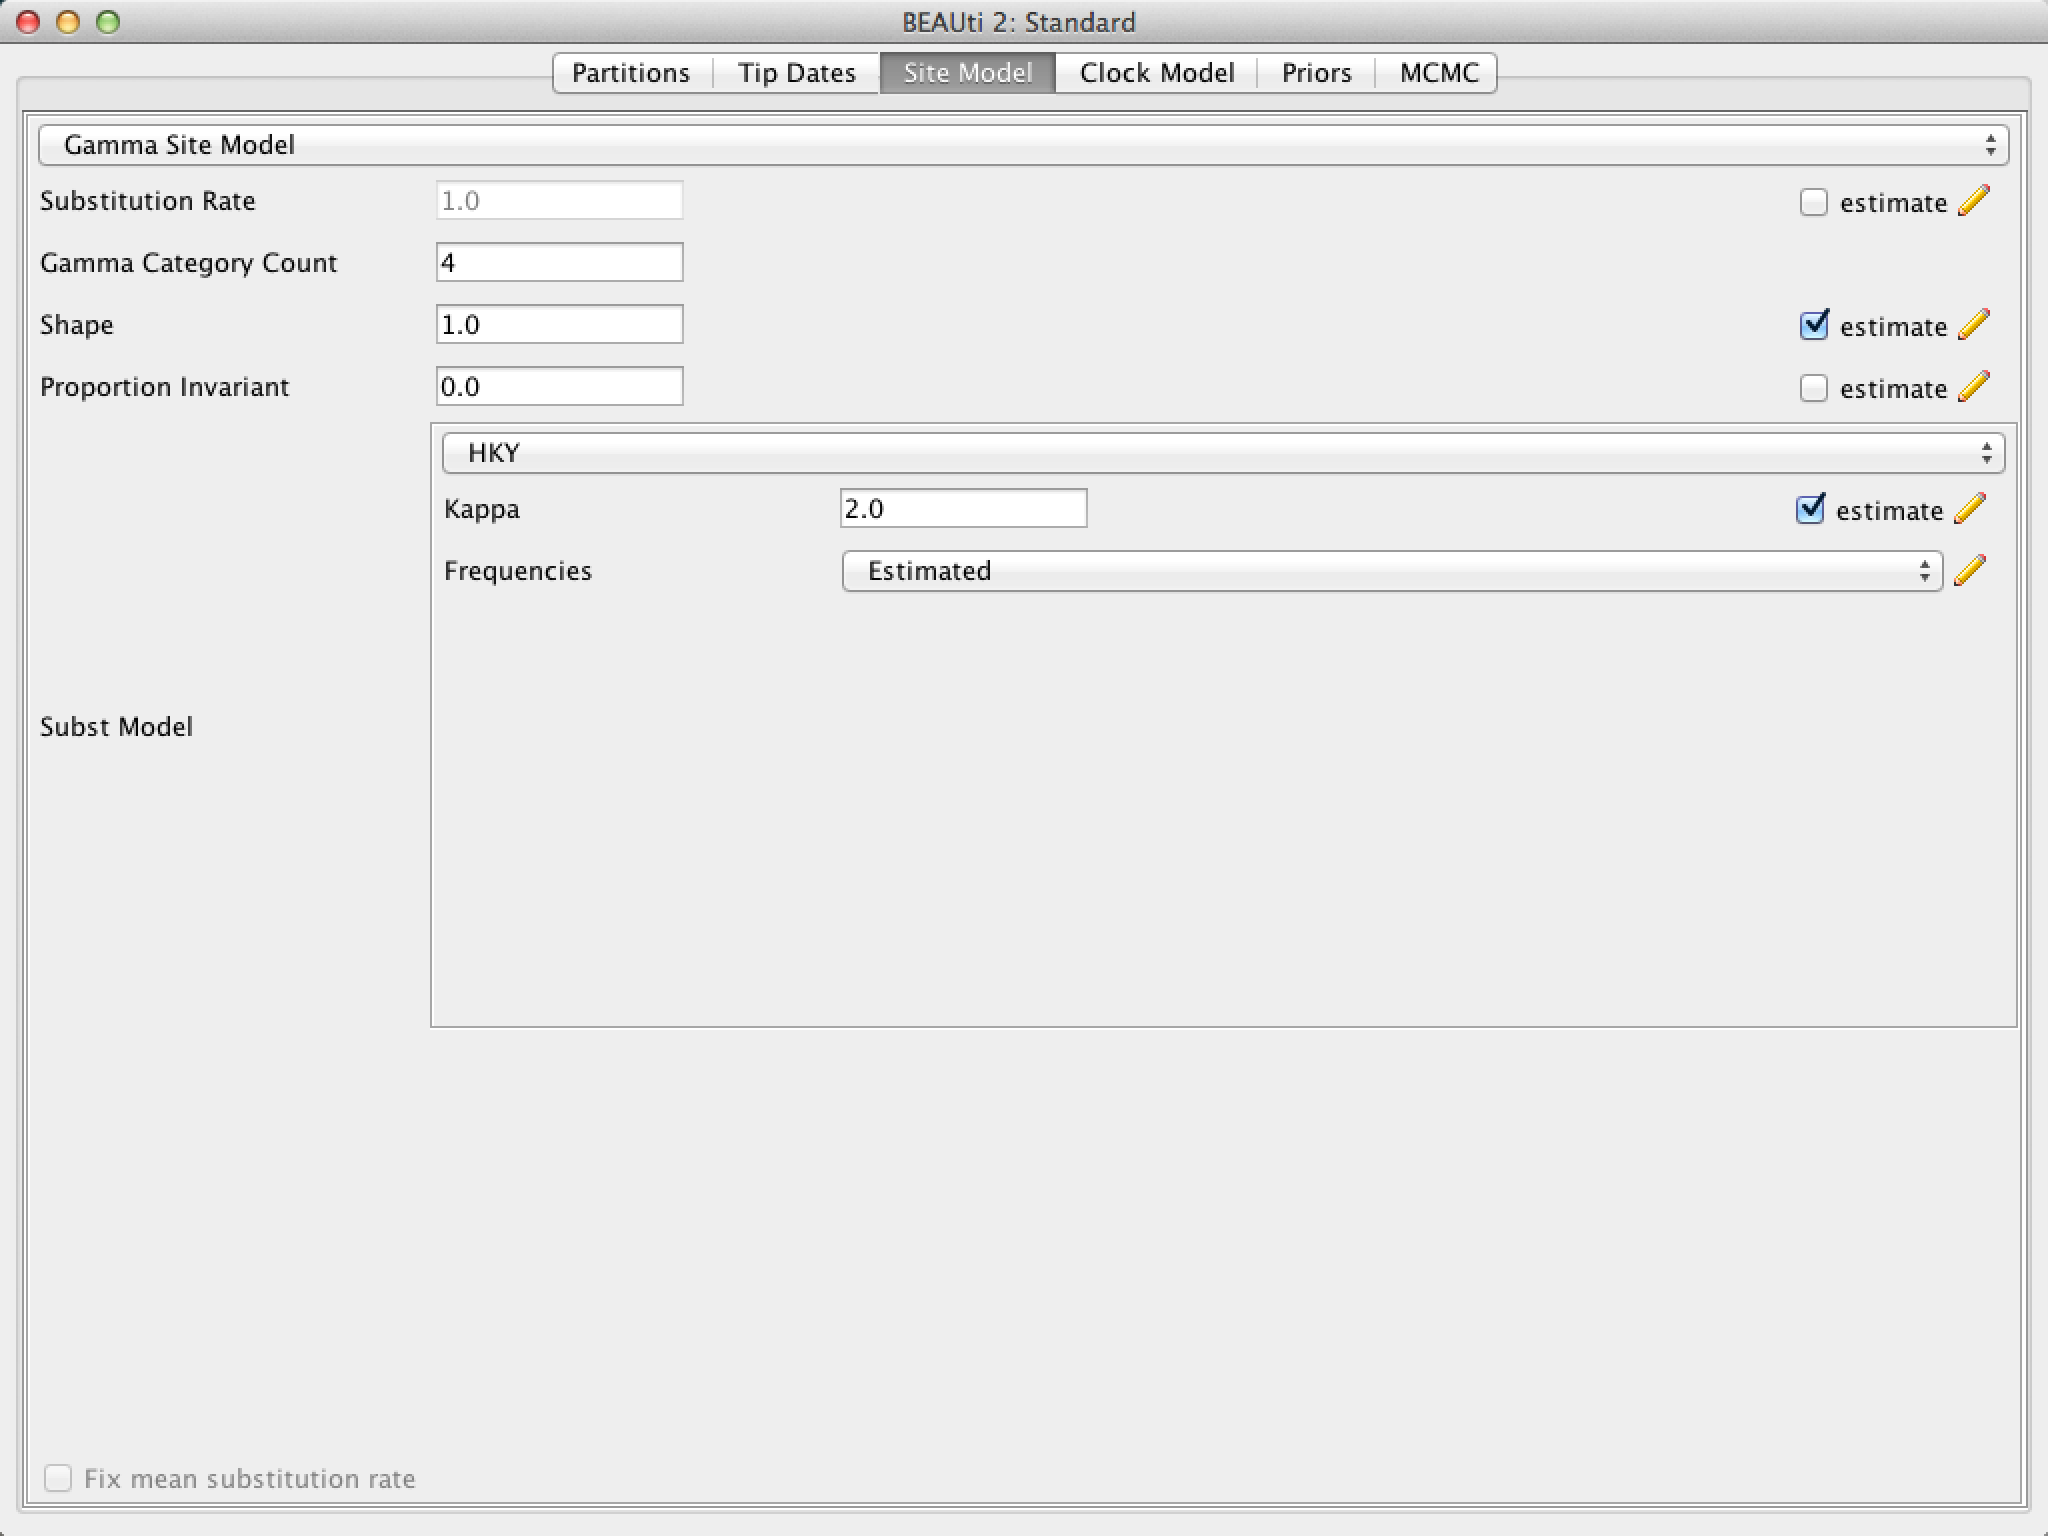 BEAUti 2: Standard
Partitions Tip Dates Site Model Clock Model Priors MCMC
Gamma Site Model
Substitution Rate 1.0 estimate
Gamma Category Count 4
Shape 1.0 estimate
Proportion Invariant 0.0 estimate
HKY
Kappa 2.0 estimate
Frequencies Estimated
Subst Model
Fix mean substitution rate